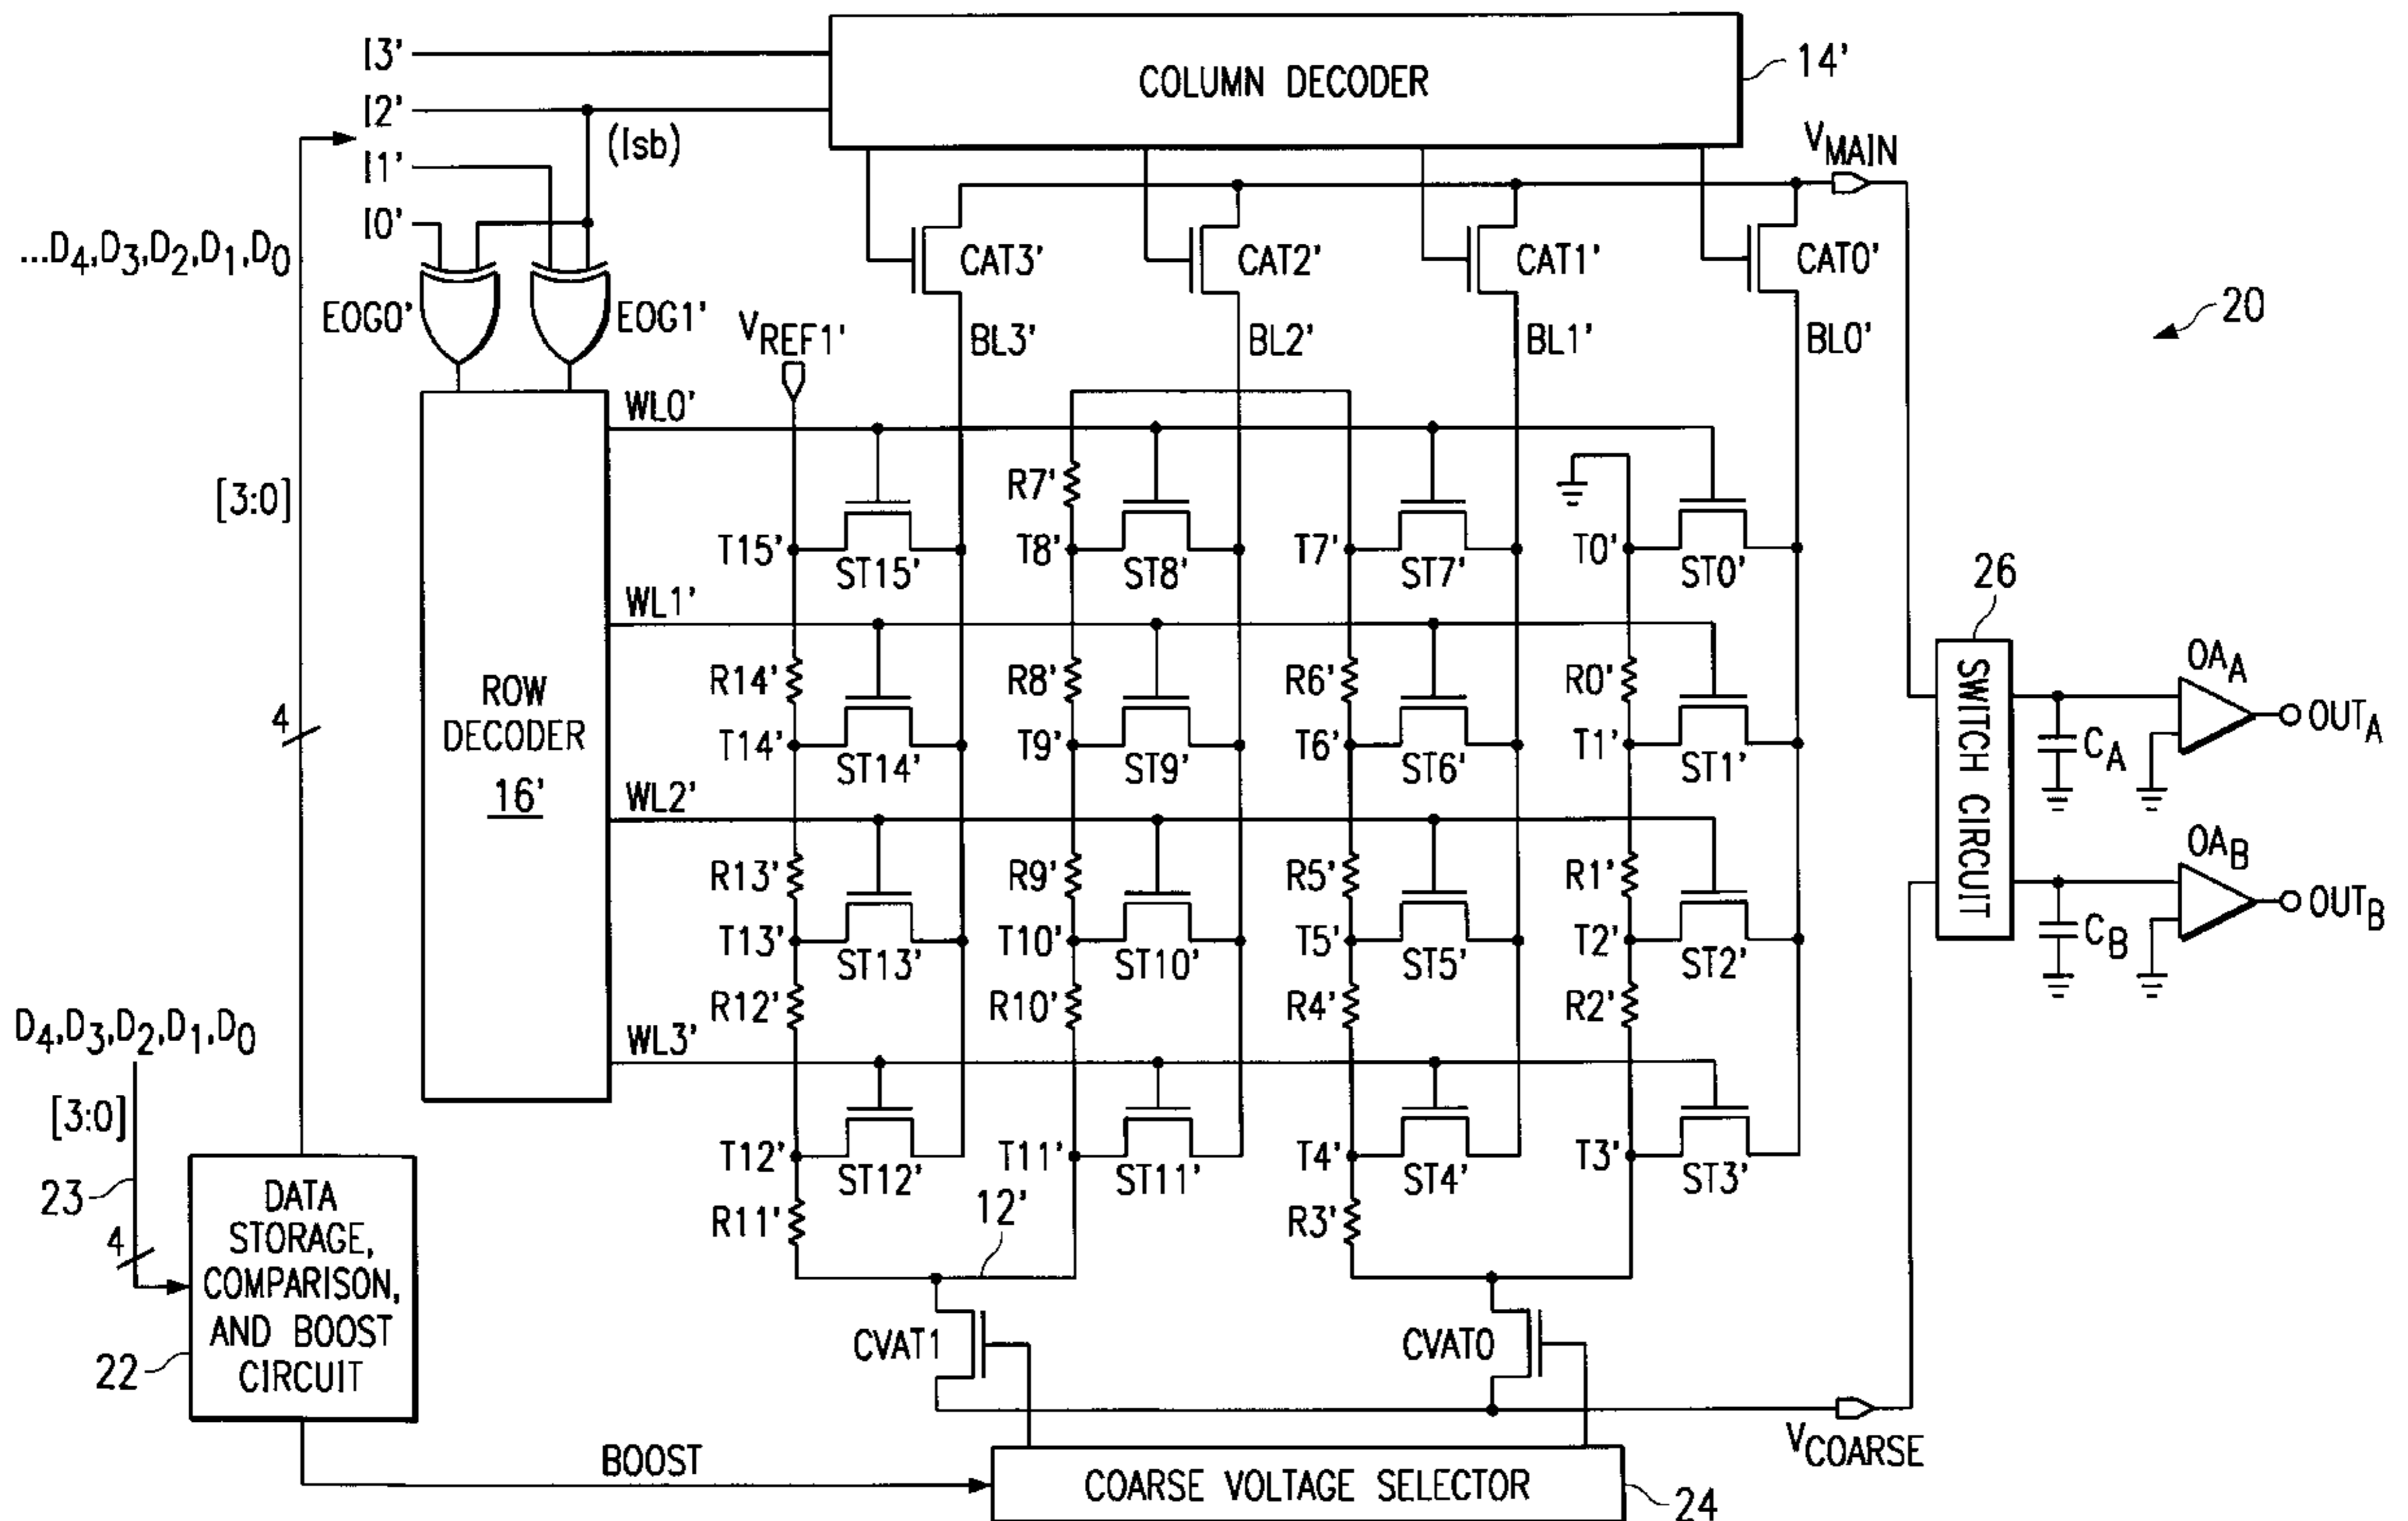 I3'
I2'
(lsb)
I1'
I0'
COLUMN DECODER
14'
VMAIN
...D4,D3,D2,D1,D0
EOG0'
EOG1'
CAT3'
CAT2'
CAT1'
CAT0'
20
VREF1'
BL3'
BL2'
BL1'
BL0'
WL0'
[3:0]
R7'
T15'
ST15'
T8'
ST8'
T7'
ST7'
T0'
ST0'
WL1'
ROW
DECODER
16'
4
R14'
R8'
R6'
R0'
T14'
ST14'
T9'
ST9'
T6'
ST6'
T1'
ST1'
26
SWITCH CIRCUIT
OAA
OUTA
CA
WL2'
R13'
R9'
R5'
R1'
T13'
ST13'
T10'
ST10'
T5'
ST5'
T2'
ST2'
OAB
OUTB
CB
R12'
R10'
R4'
R2'
D4,D3,D2,D1,D0
[3:0]
WL3'
T12'
ST12'
T11'
ST11'
T4'
ST4'
T3'
ST3'
23
4
R11'
12'
R3'
DATA
STORAGE,
COMPARISON,
AND BOOST
CIRCUIT
22
CVAT1
CVAT0
VCOARSE
BOOST
COARSE VOLTAGE SELECTOR
24